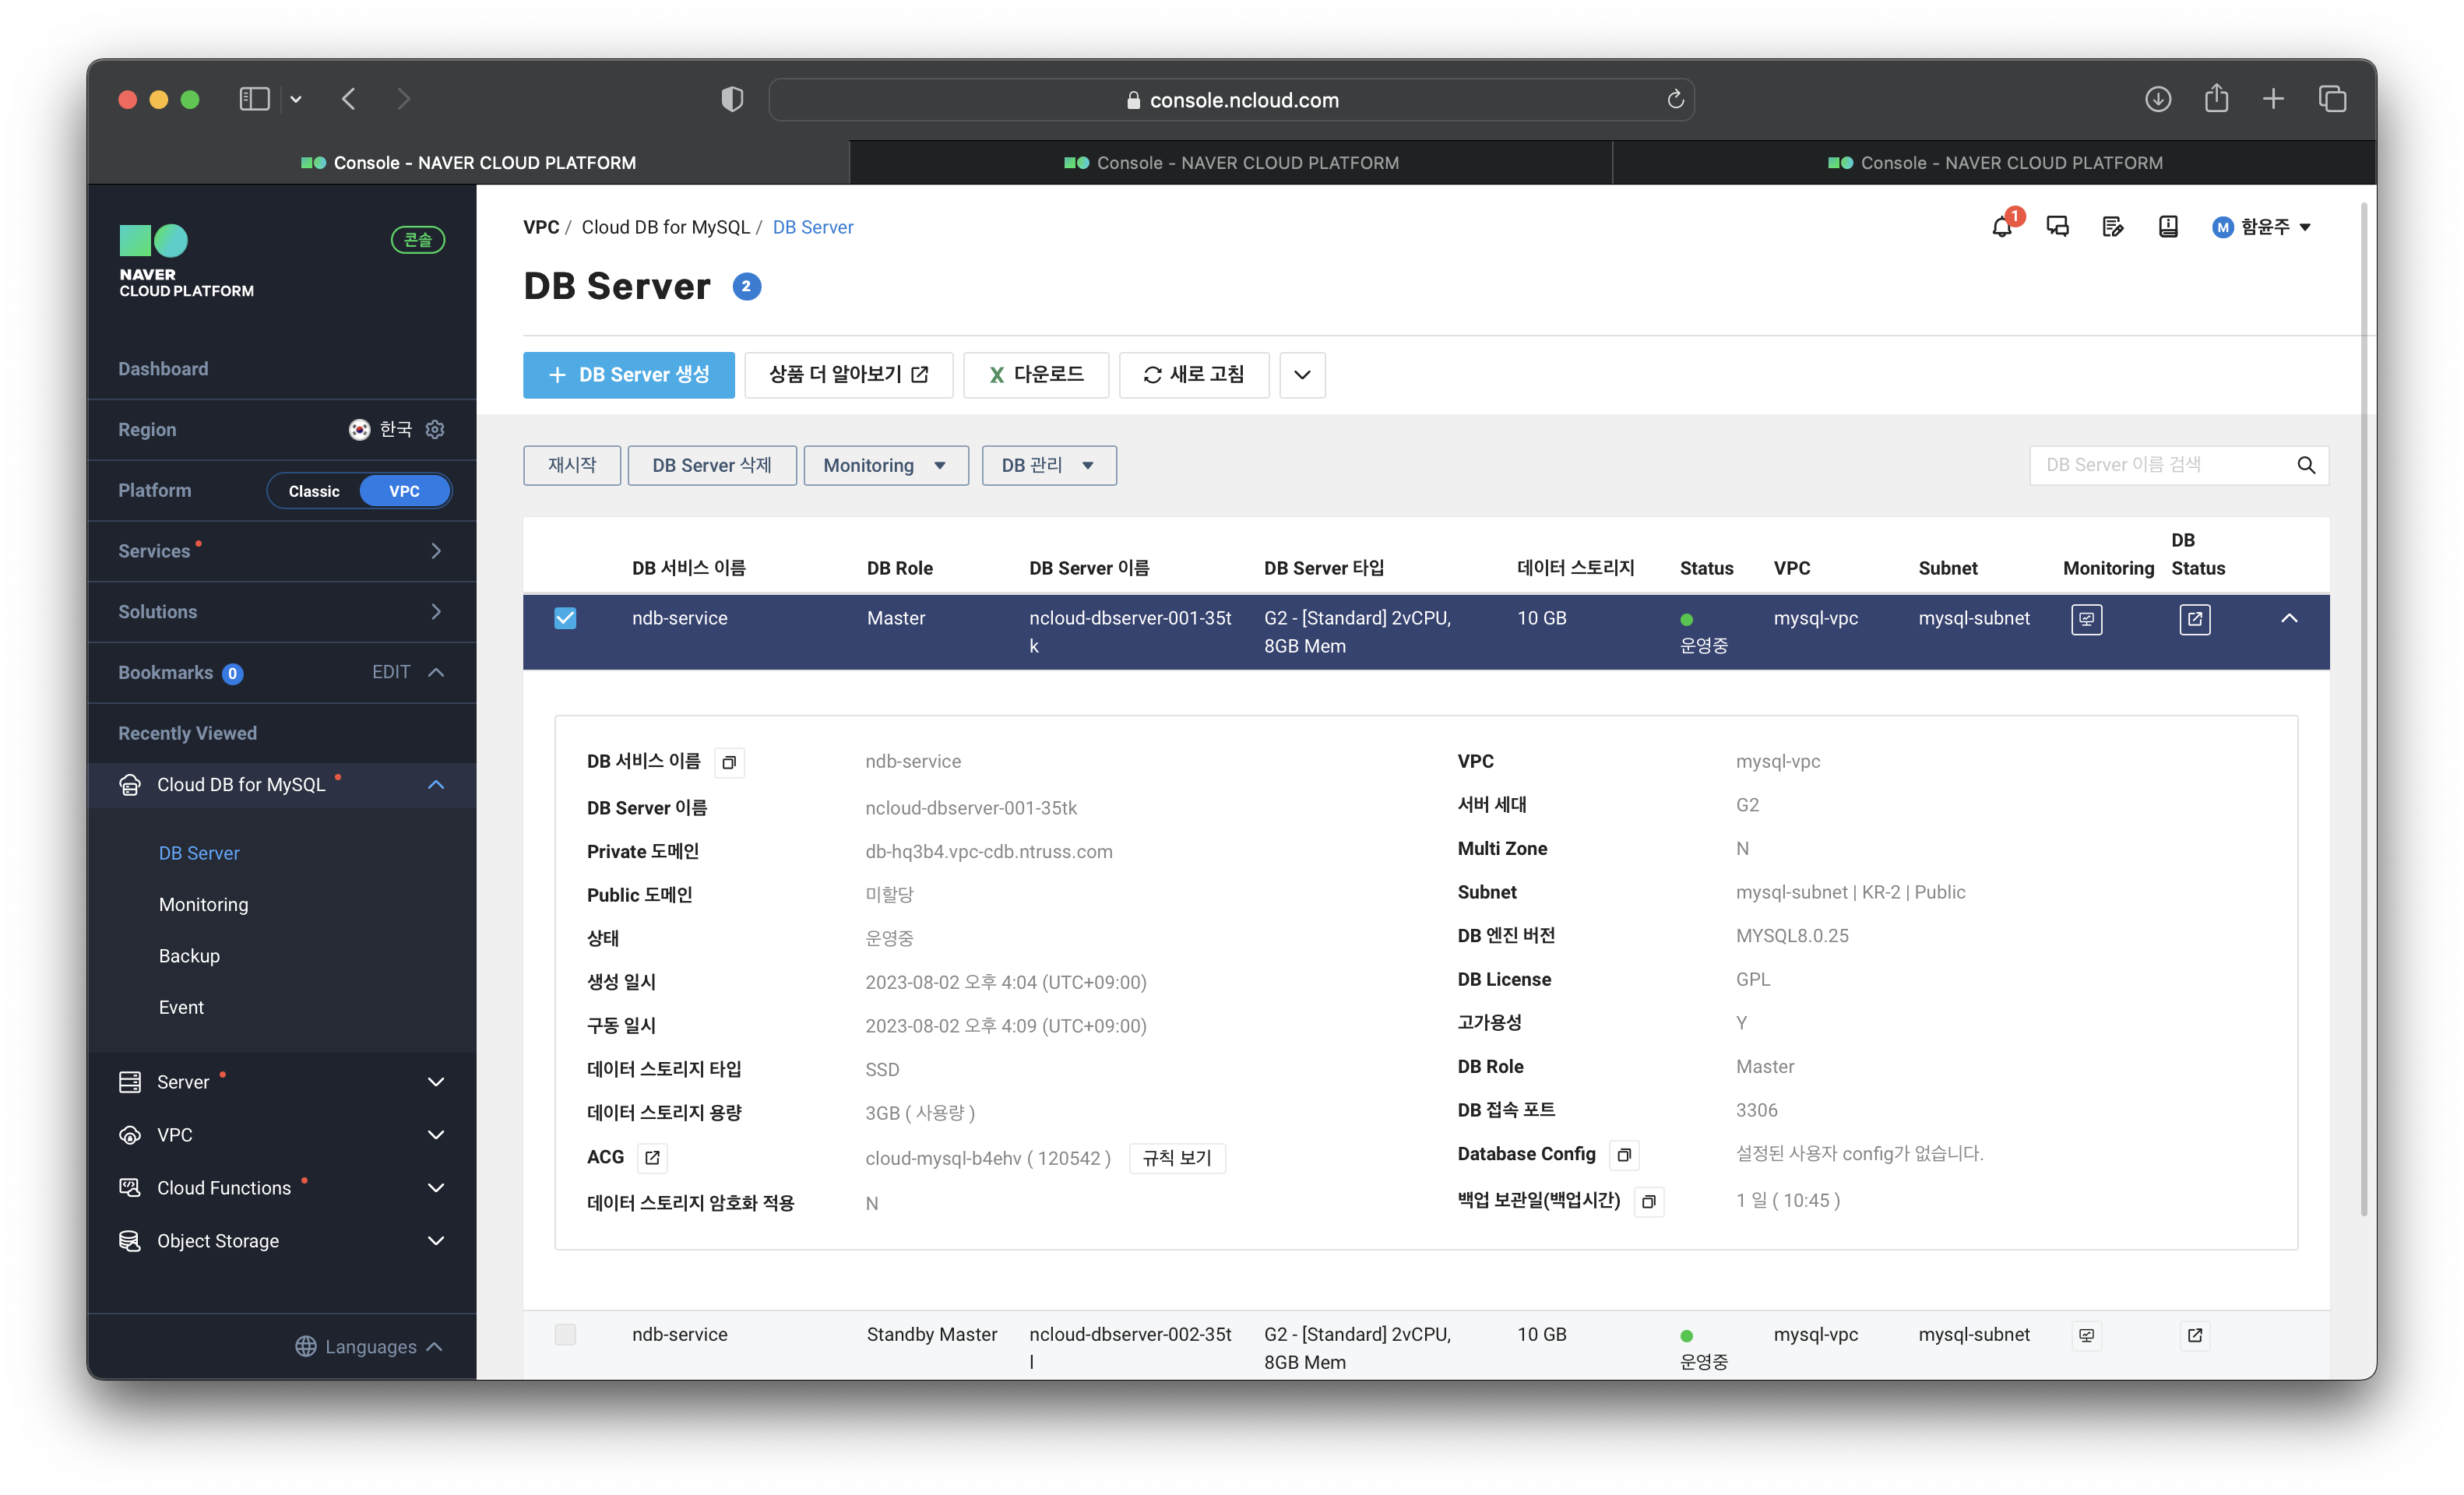 console.ncloud.com
Console - NAVER CLOUD PLATFORM
Console - NAVER CLOUD PLATFORM
Console - NAVER CLOUD PLATFORM
NAVER
CLOUD PLATFORM
콘솔
Dashboard
Region 한국
Platform Classic VPC
Services
Solutions
Bookmarks 0 EDIT
Recently Viewed
Cloud DB for MySQL
DB Server
Monitoring
Backup
Event
Server
VPC
Cloud Functions
Object Storage
Languages
VPC / Cloud DB for MySQL / DB Server
1
M 함윤주
DB Server 2
+ DB Server 생성
상품 더 알아보기
X 다운로드
새로 고침
재시작
DB Server 삭제
Monitoring
DB 관리
DB Server 이름 검색
DB 서비스 이름 DB Role DB Server 이름 DB Server 타입 데이터 스토리지 Status VPC Subnet Monitoring DB
Status
ndb-service Master ncloud-dbserver-001-35t G2 - [Standard] 2vCPU, 10 GB mysql-vpc mysql-subnet
k 8GB Mem 운영중
DB 서비스 이름 ndb-service
DB Server 이름 ncloud-dbserver-001-35tk
Private 도메인 db-hq3b4.vpc-cdb.ntruss.com
Public 도메인 미할당
상태 운영중
생성 일시 2023-08-02 오후 4:04 (UTC+09:00)
구동 일시 2023-08-02 오후 4:09 (UTC+09:00)
데이터 스토리지 타입 SSD
데이터 스토리지 용량 3GB ( 사용량 )
ACG cloud-mysql-b4ehv ( 120542 ) 규칙 보기
데이터 스토리지 암호화 적용 N
VPC mysql-vpc
서버 세대 G2
Multi Zone N
Subnet mysql-subnet | KR-2 | Public
DB 엔진 버전 MYSQL8.0.25
DB License GPL
고가용성 Y
DB Role Master
DB 접속 포트 3306
Database Config 설정된 사용자 config가 없습니다.
백업 보관일(백업시간) 1 일 ( 10:45 )
ndb-service Standby Master ncloud-dbserver-002-35t G2 - [Standard] 2vCPU, 10 GB mysql-vpc mysql-subnet
l 8GB Mem 운영중